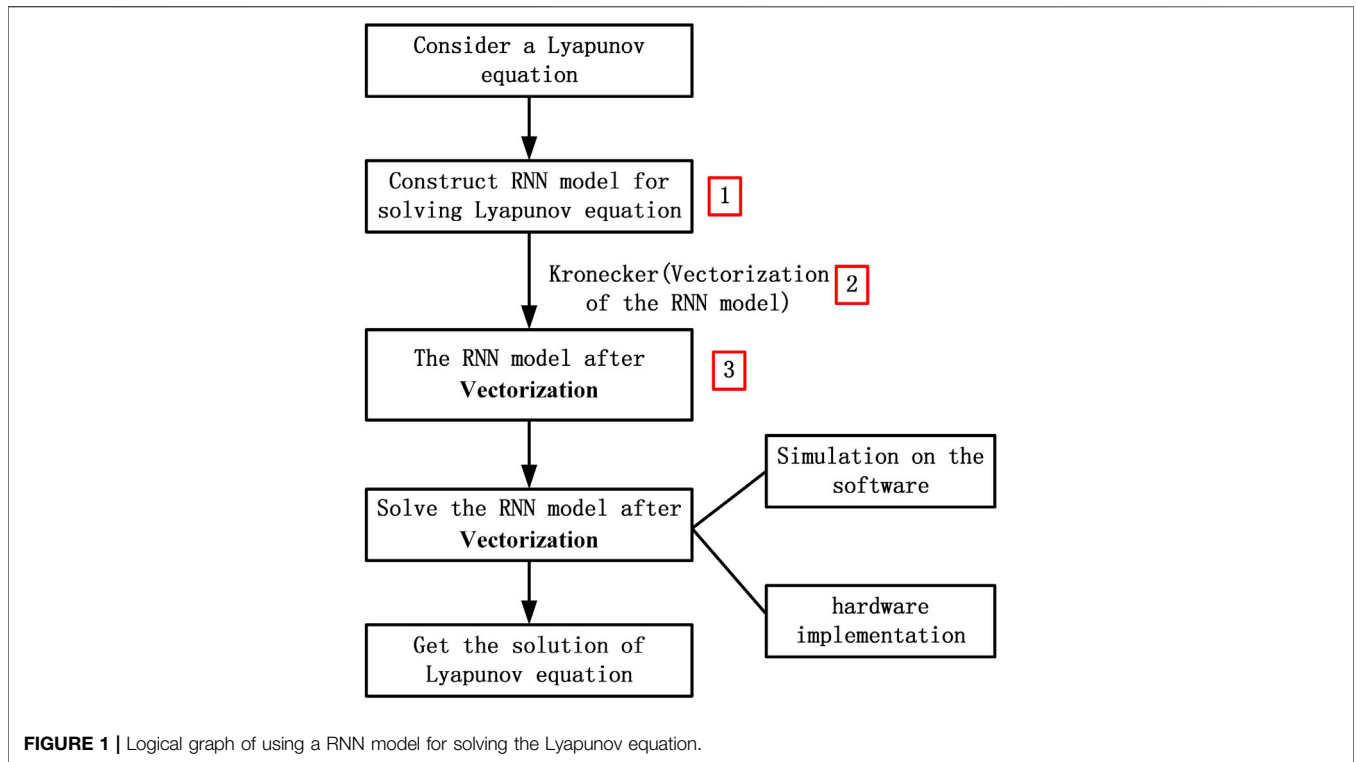 Consider a Lyapunov
equation
Construct RNN model for
solving Lyapunov equation
1
Kronecker(Vectorization
of the RNN model)
2
The RNN model after
Vectorization
3
Solve the RNN model after
Vectorization
Simulation on the
software
hardware
implementation
Get the solution of
Lyapunov equation
FIGURE 1 | Logical graph of using a RNN model for solving the Lyapunov equation.